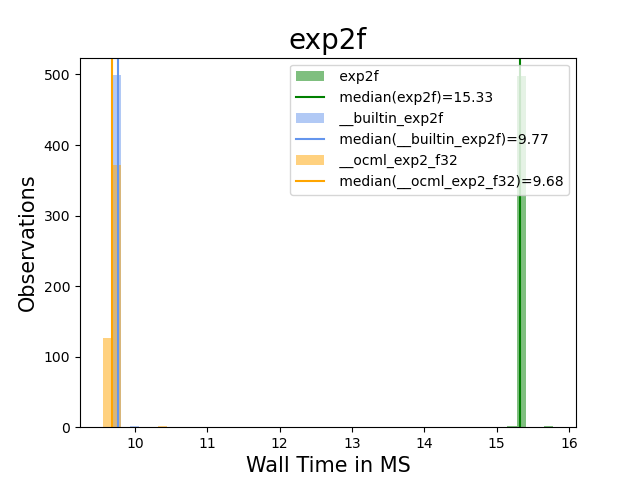 exp2f
exp2f
median(exp2f)=15.33
__builtin_exp2f
median(__builtin_exp2f)=9.77
__ocml_exp2_f32
median(__ocml_exp2_f32)=9.68
500
400
300
200
100
0
Observations
10 11 12 13 14 15 16
Wall Time in MS